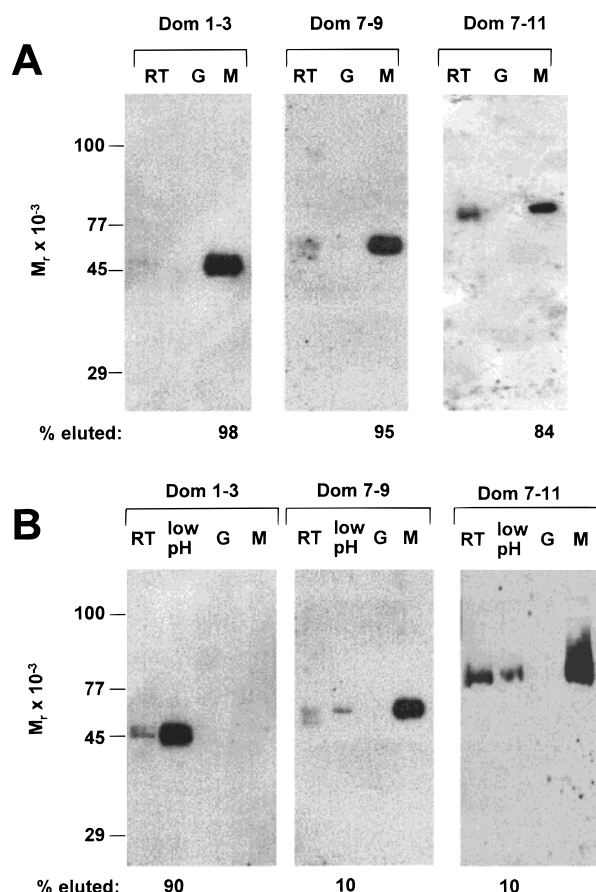 A
Dom 1-3 Dom 7-9 Dom 7-11
RT G M RT G M RT G M
100
77
45
29
Mr x 10-3
% eluted: 98 95 84
B
Dom 1-3 Dom 7-9 Dom 7-11
RT low pH G M RT low pH G M RT low pH G M
100
77
45
29
Mr x 10-3
% eluted: 90 10 10